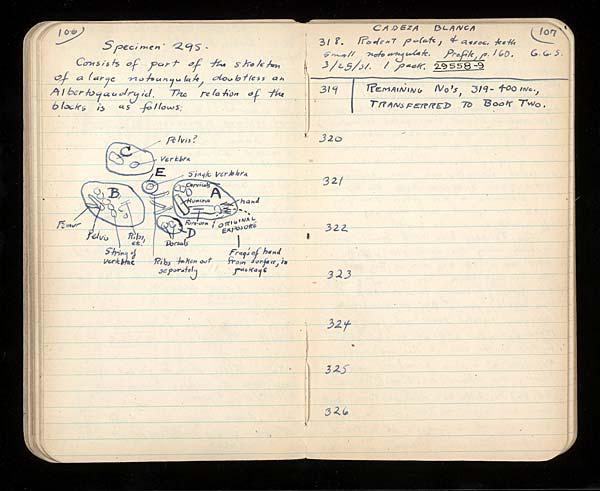 106
Specimen 295.
Consists of part of the skeleton
of a large notoungulate, doubtless an
Albertogaudryid. The relation of the
blocks is as follows:
Pelvis?
C
Vertebra
E
Single vertebra
Cervicals
A
B
Humerus
hand
Forearm
ORIGINAL
EXPOSURE
D
Femur
Pelvis
Ribs,
etc.
Dorsals
String of
vertebrae
Ribs taken out
separately
Frags of hand
from surface, in
package
CADEZA BLANCA
107
318. Rodent palate, & assoc. teeth
small notoungulate. Profile, p. 160. G.G.S.
3/25/31. 1 pack. 29558-9
319 REMAINING NO'S, 319-400 INC.,
TRANSFERRED TO BOOK TWO.
320
321
322
323
324
325
326